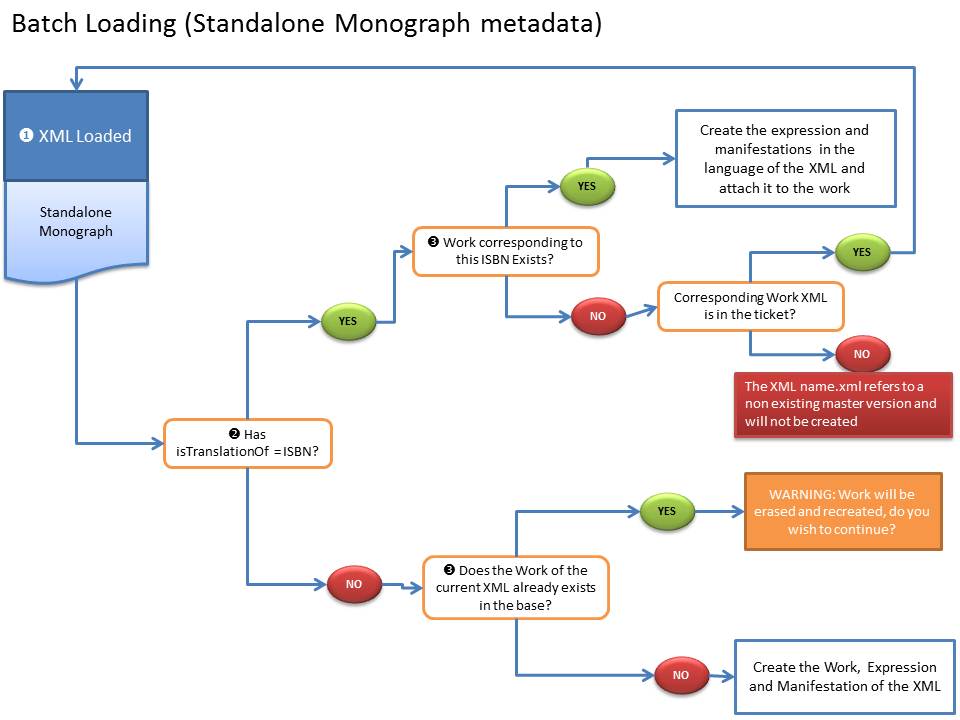 Batch Loading (Standalone Monograph metadata)
❶ XML Loaded
Standalone
Monograph
❷ Has
isTranslationOf = ISBN?
YES
❸ Work corresponding to
this ISBN Exists?
YES
Create the expression and
manifestations in the
language of the XML and
attach it to the work
NO
Corresponding Work XML
is in the ticket?
YES
NO
The XML name.xml refers to a
non existing master version and
will not be created
NO
❸ Does the Work of the
current XML already exists
in the base?
YES
WARNING: Work will be
erased and recreated, do you
wish to continue?
NO
Create the Work, Expression
and Manifestation of the XML